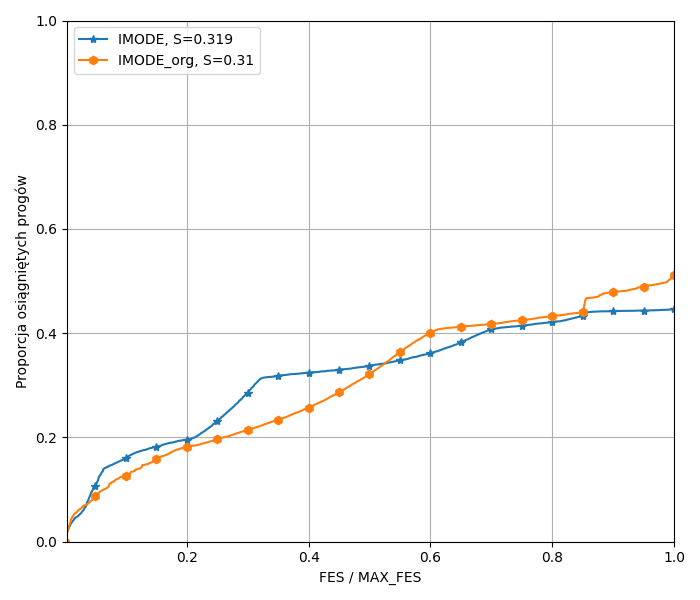 IMODE, S=0.319
IMODE_org, S=0.31
1.0
0.8
0.6
0.4
0.2
0.0
Proporcja osiągniętych progów
0.2 0.4 0.6 0.8 1.0
FES / MAX_FES